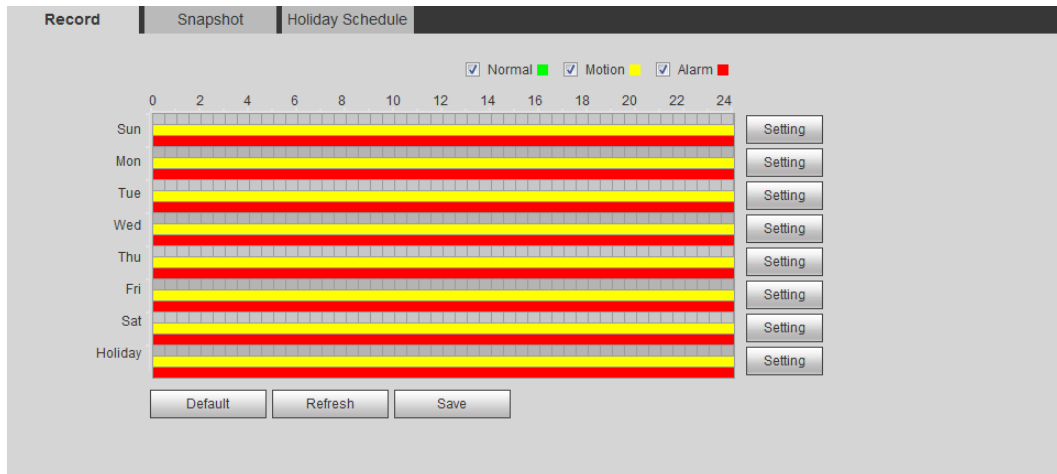 Record Snapshot Holiday Schedule
Normal Motion Alarm
0 2 4 6 8 10 12 14 16 18 20 22 24
Sun Setting
Mon Setting
Tue Setting
Wed Setting
Thu Setting
Fri Setting
Sat Setting
Holiday Setting
Default Refresh Save